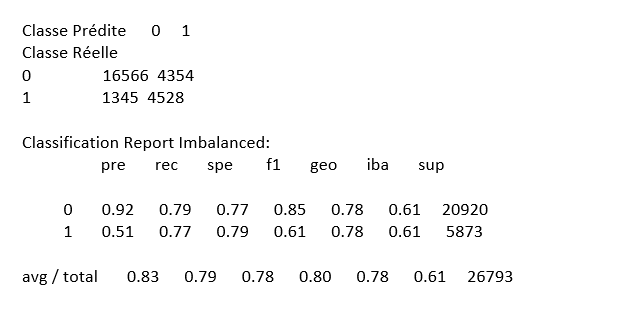 Classe Prédite 0 1
Classe Réelle
0 16566 4354
1 1345 4528
Classification Report Imbalanced:
pre rec spe f1 geo iba sup
0 0.92 0.79 0.77 0.85 0.78 0.61 20920
1 0.51 0.77 0.79 0.61 0.78 0.61 5873
avg / total 0.83 0.79 0.78 0.80 0.78 0.61 26793